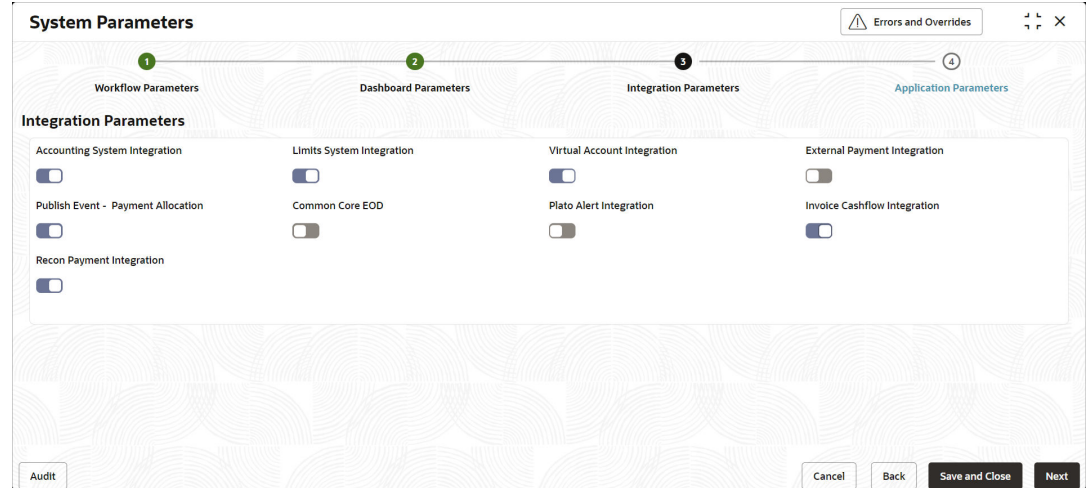 System Parameters
Errors and Overrides
1
2
3
4
Workflow Parameters
Dashboard Parameters
Integration Parameters
Application Parameters
Integration Parameters
Accounting System Integration
Limits System Integration
Virtual Account Integration
External Payment Integration
Publish Event - Payment Allocation
Common Core EOD
Plato Alert Integration
Invoice Cashflow Integration
Recon Payment Integration
Audit
Cancel
Back
Save and Close
Next